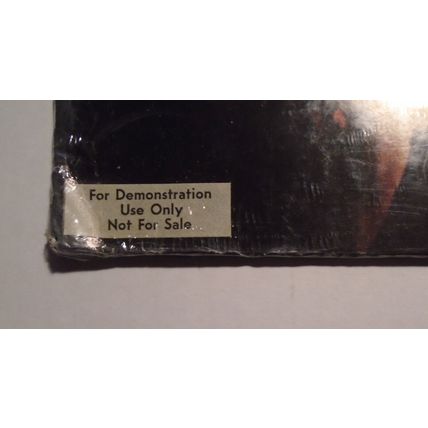 For Demonstration
Use Only
Not For Sale